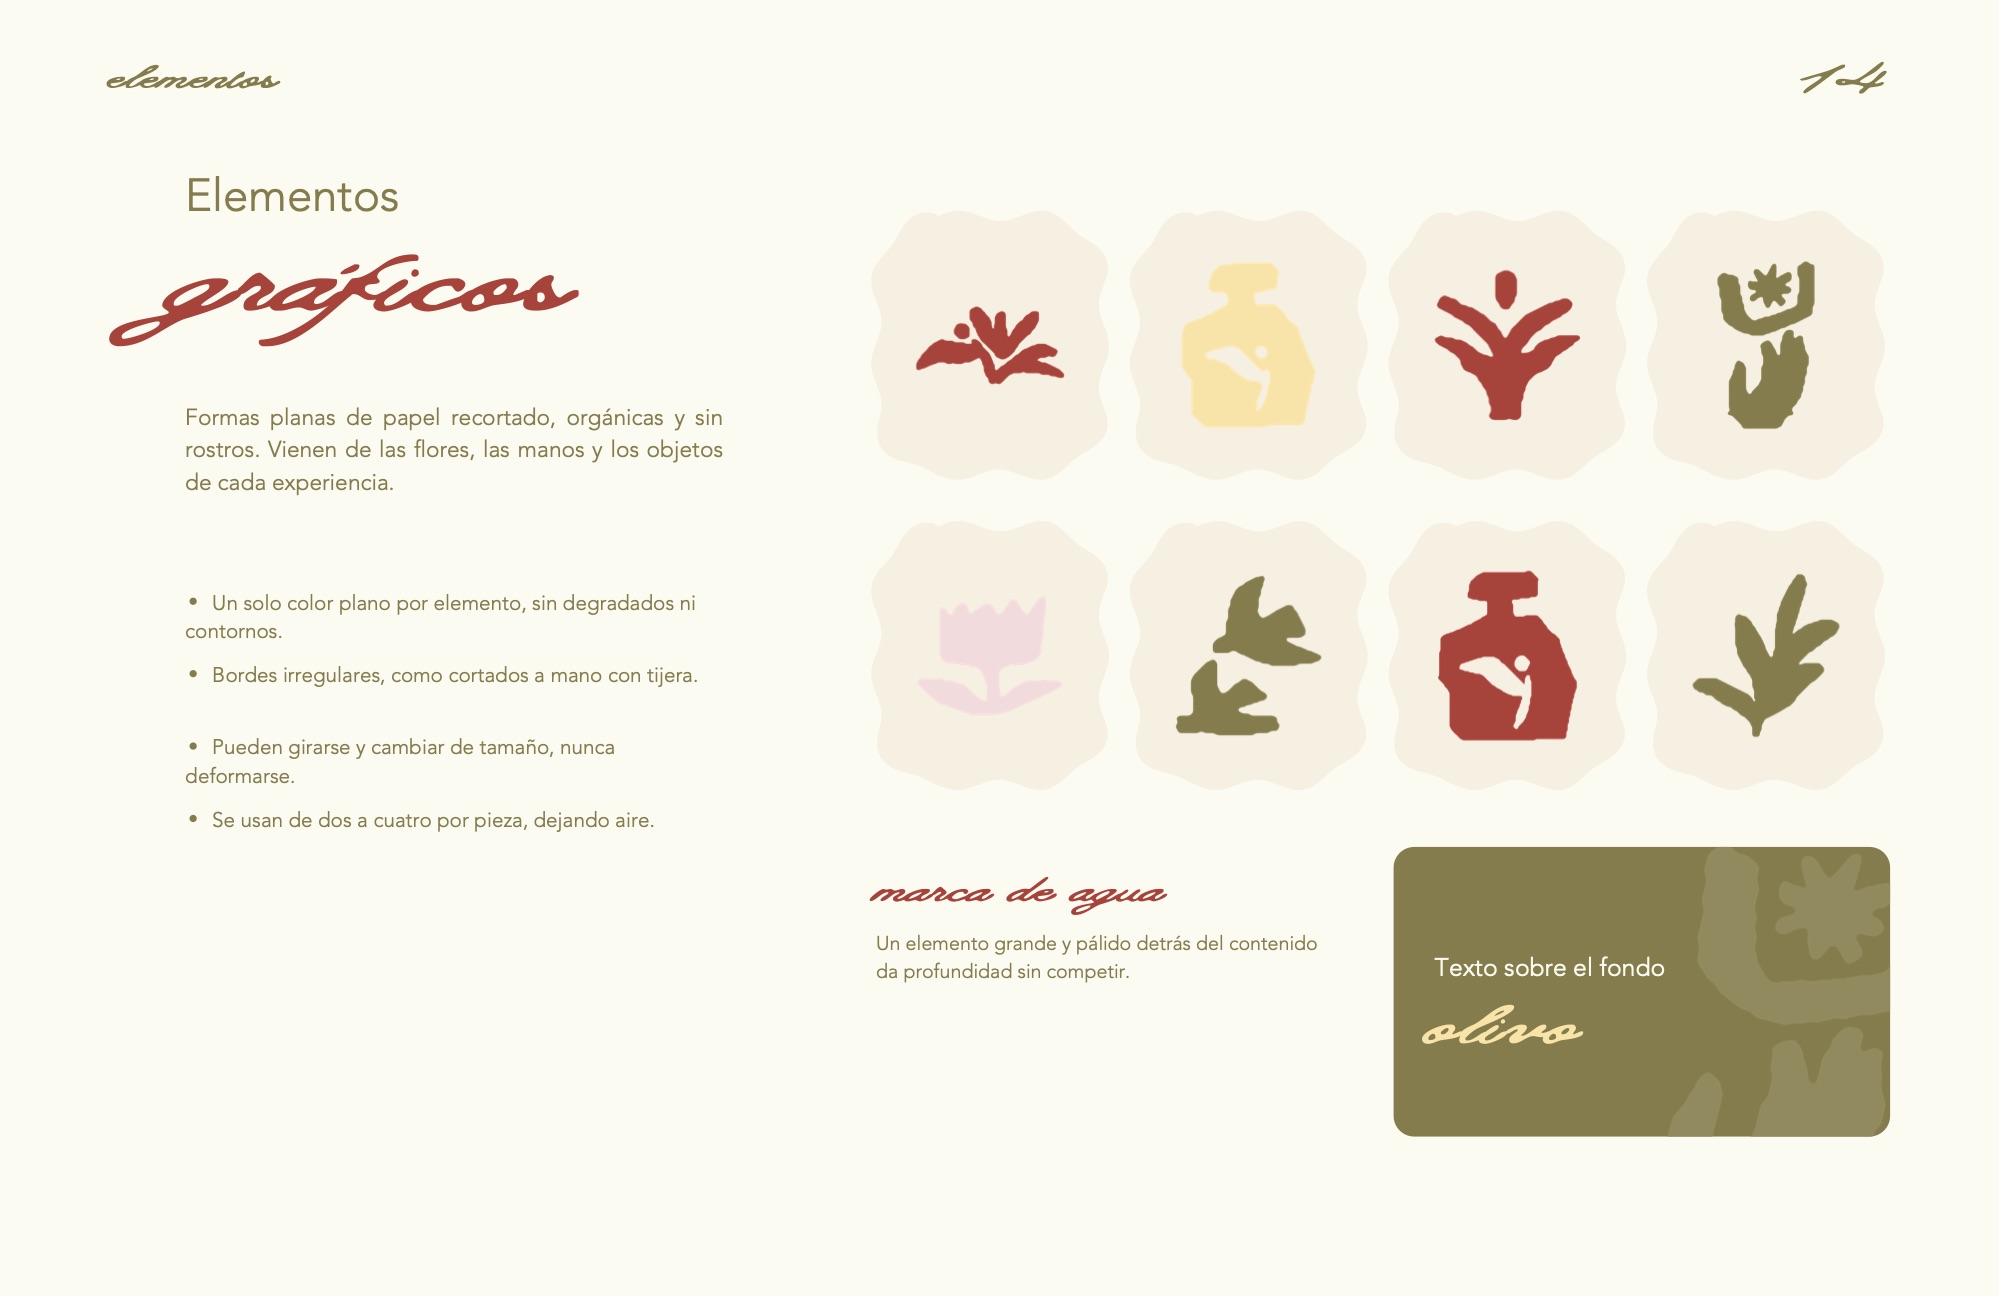 elementos
14
Elementos
gráficos
Formas planas de papel recortado, orgánicas y sin
rostros. Vienen de las flores, las manos y los objetos
de cada experiencia.
• Un solo color plano por elemento, sin degradados ni
contornos.
• Bordes irregulares, como cortados a mano con tijera.
• Pueden girarse y cambiar de tamaño, nunca
deformarse.
• Se usan de dos a cuatro por pieza, dejando aire.
marca de agua
Un elemento grande y pálido detrás del contenido
da profundidad sin competir.
Texto sobre el fondo
olivo